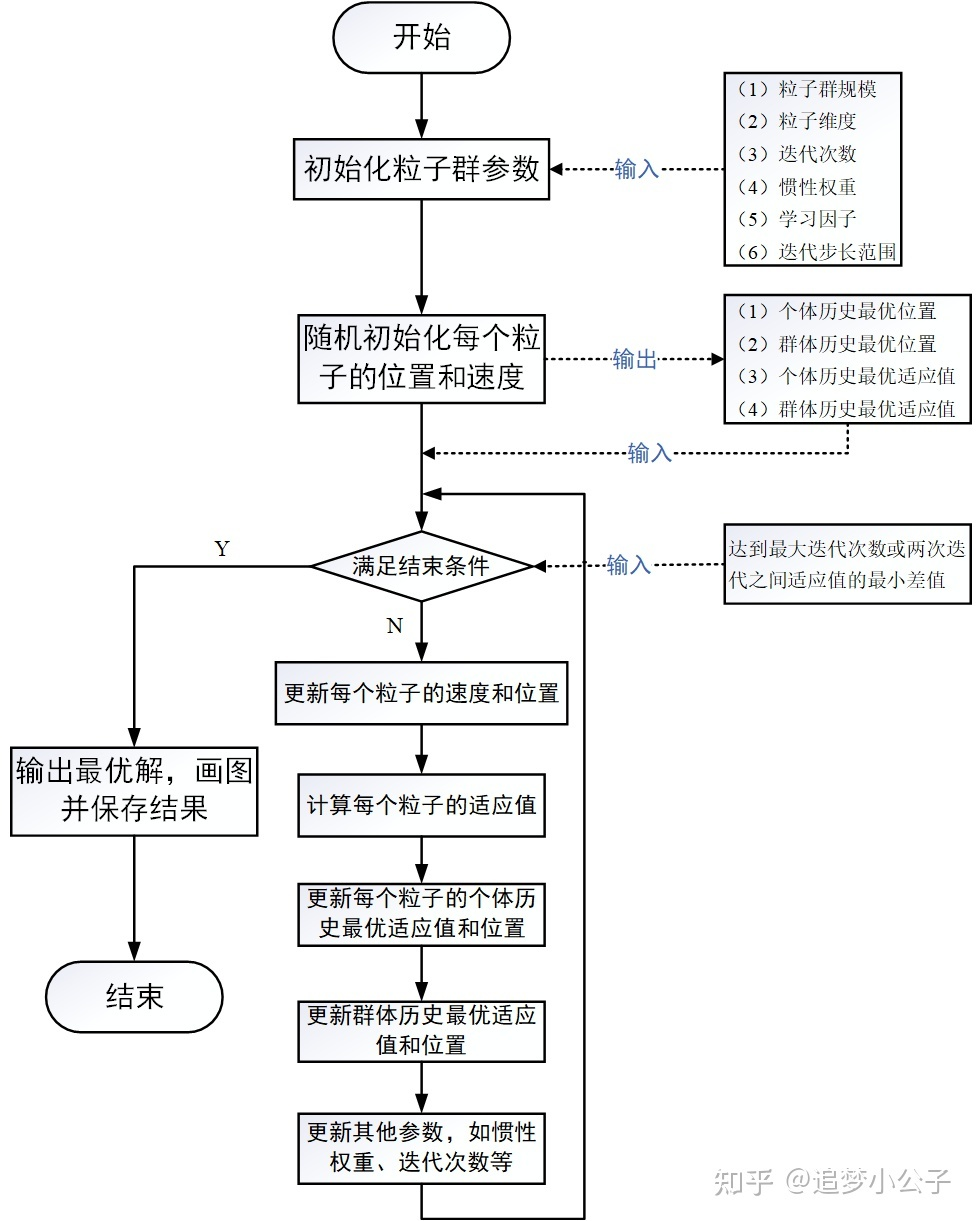 开始
初始化粒子群参数
输入
（1）粒子群规模
（2）粒子维度
（3）迭代次数
（4）惯性权重
（5）学习因子
（6）迭代步长范围
随机初始化每个粒
子的位置和速度
输出
（1）个体历史最优位置
（2）群体历史最优位置
（3）个体历史最优适应值
（4）群体历史最优适应值
输入
Y
满足结束条件
输入
达到最大迭代次数或两次迭
代之间适应值的最小差值
N
更新每个粒子的速度和位置
输出最优解，画图
并保存结果
计算每个粒子的适应值
更新每个粒子的个体历
史最优适应值和位置
结束
更新群体历史最优适应
值和位置
更新其他参数，如惯性
权重、迭代次数等
知乎 @追梦小公子